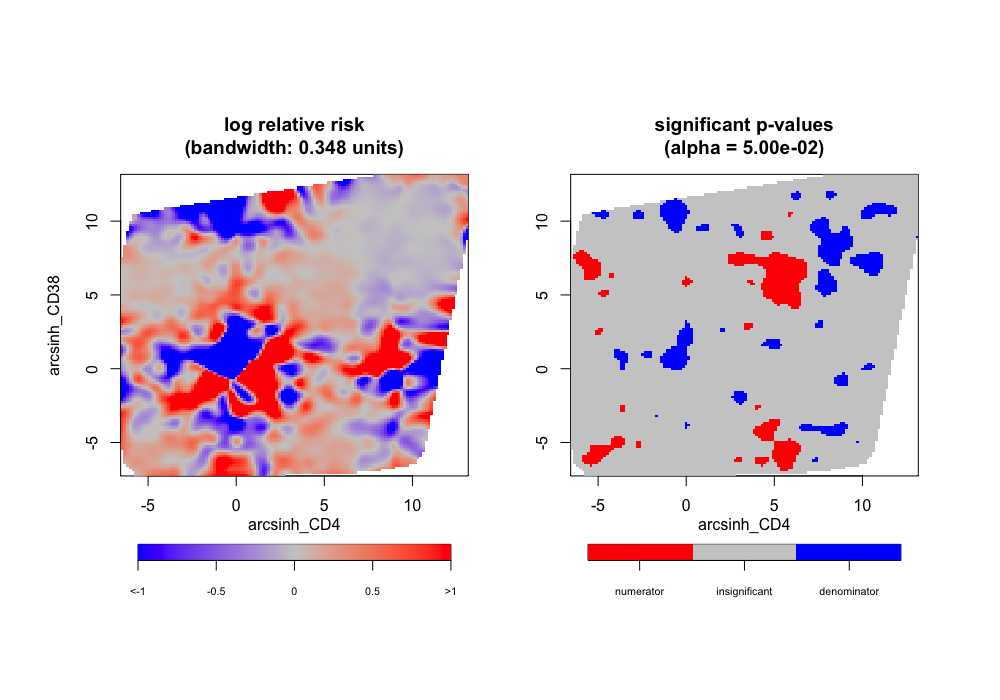 log relative risk
(bandwidth: 0.348 units)
arcsinh_CD38
10
5
0
-5
-5 0 5 10
arcsinh_CD4
<-1 -0.5 0 0.5 >1
significant p-values
(alpha = 5.00e-02)
10
5
0
-5
-5 0 5 10
arcsinh_CD4
numerator insignificant denominator